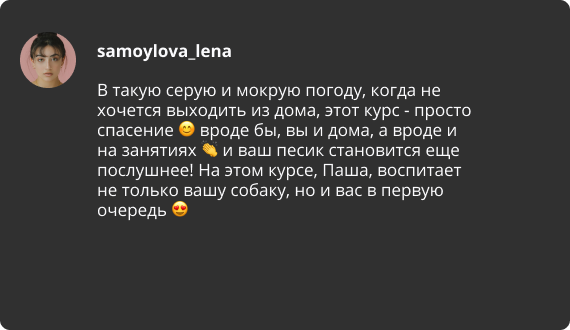 samoylova_lena
В такую серую и мокрую погоду, когда не
хочется выходить из дома, этот курс - просто
спасение 😊 вроде бы, вы и дома, а вроде и
на занятиях 👏 и ваш песик становится еще
послушнее! На этом курсе, Паша, воспитает
не только вашу собаку, но и вас в первую
очередь 😍